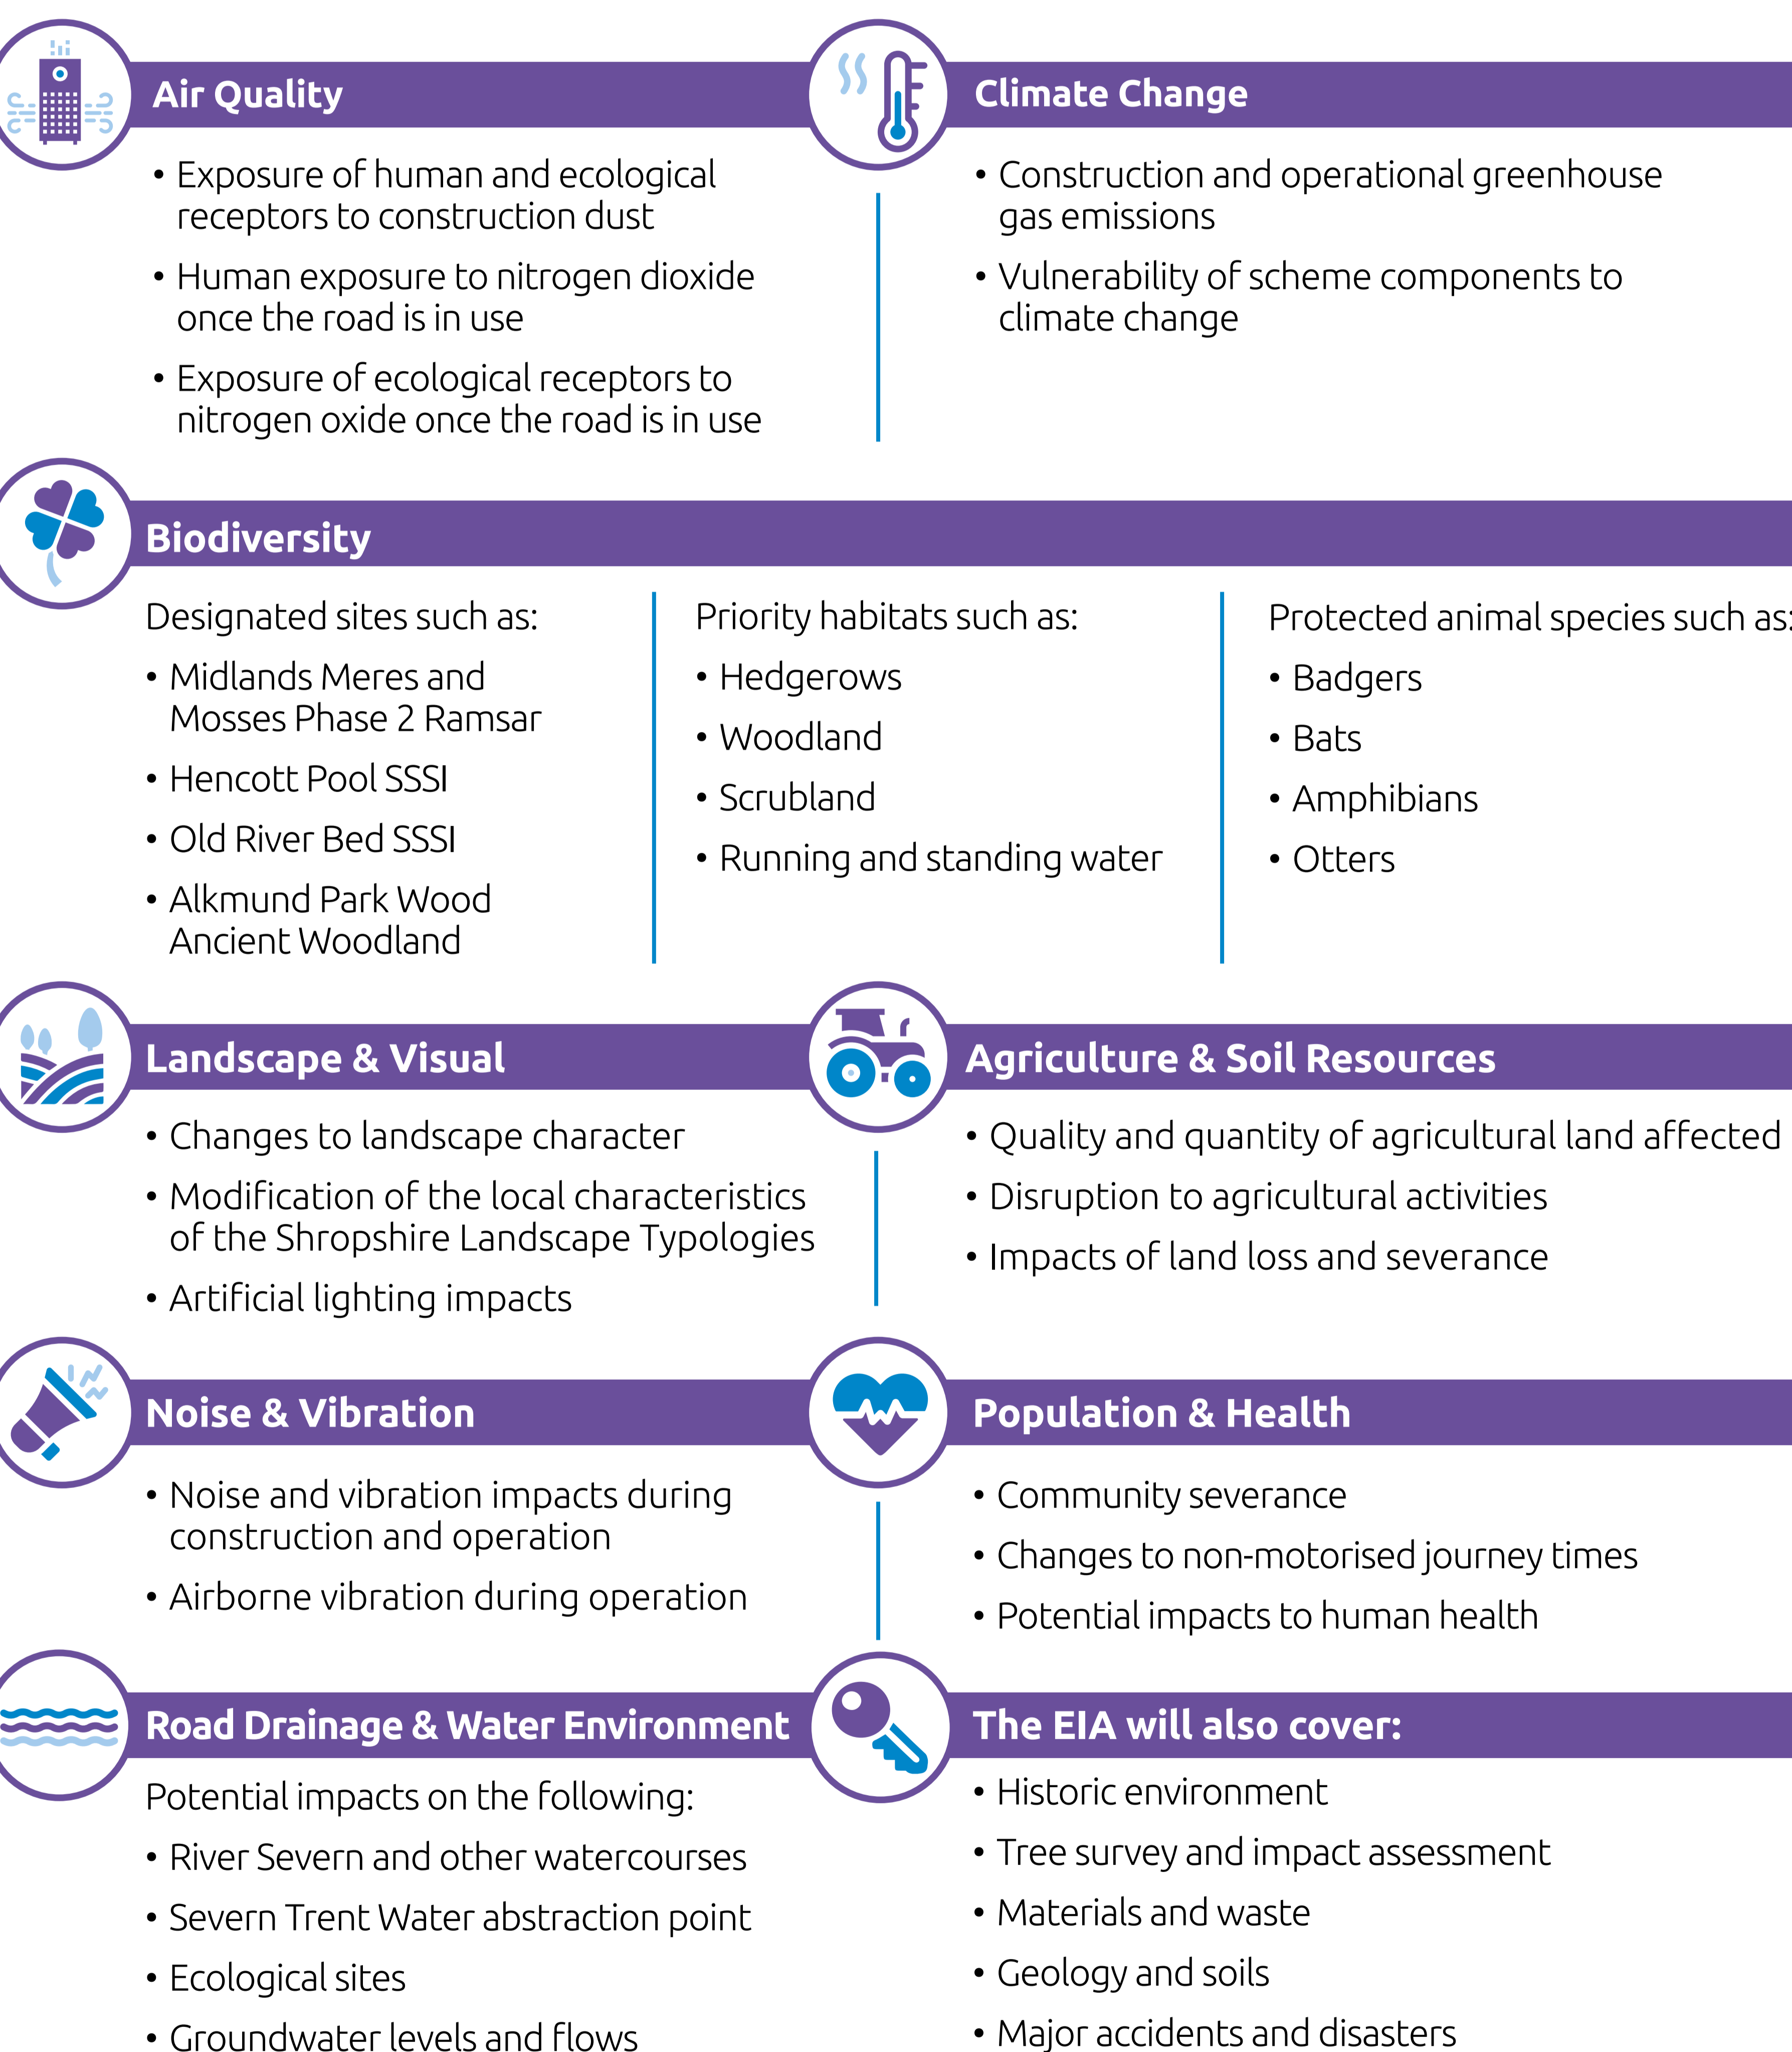 Air Quality
• Exposure of human and ecological
receptors to construction dust
• Human exposure to nitrogen dioxide
once the road is in use
• Exposure of ecological receptors to
nitrogen oxide once the road is in use
Climate Change
• Construction and operational greenhouse
gas emissions
• Vulnerability of scheme components to
climate change
Biodiversity
Designated sites such as:
• Midlands Meres and
Mosses Phase 2 Ramsar
• Hencott Pool SSSI
• Old River Bed SSSI
• Alkmund Park Wood
Ancient Woodland
Priority habitats such as:
• Hedgerows
• Woodland
• Scrubland
• Running and standing water
Protected animal species such as:
• Badgers
• Bats
• Amphibians
• Otters
Landscape & Visual
• Changes to landscape character
• Modification of the local characteristics
of the Shropshire Landscape Typologies
• Artificial lighting impacts
Agriculture & Soil Resources
• Quality and quantity of agricultural land affected
• Disruption to agricultural activities
• Impacts of land loss and severance
Noise & Vibration
• Noise and vibration impacts during
construction and operation
• Airborne vibration during operation
Population & Health
• Community severance
• Changes to non-motorised journey times
• Potential impacts to human health
Road Drainage & Water Environment
Potential impacts on the following:
• River Severn and other watercourses
• Severn Trent Water abstraction point
• Ecological sites
• Groundwater levels and flows
The EIA will also cover:
• Historic environment
• Tree survey and impact assessment
• Materials and waste
• Geology and soils
• Major accidents and disasters